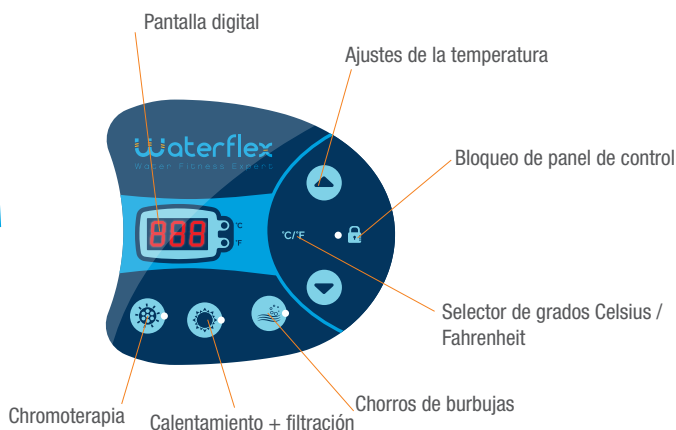 Pantalla digital
Ajustes de la temperatura
Waterflex
Water Fitness Expert
Bloqueo de panel de control
888
°C
°F
°C/°F
Selector de grados Celsius /
Fahrenheit
Chorros de burbujas
Chromoterapia
Calentamiento + filtración